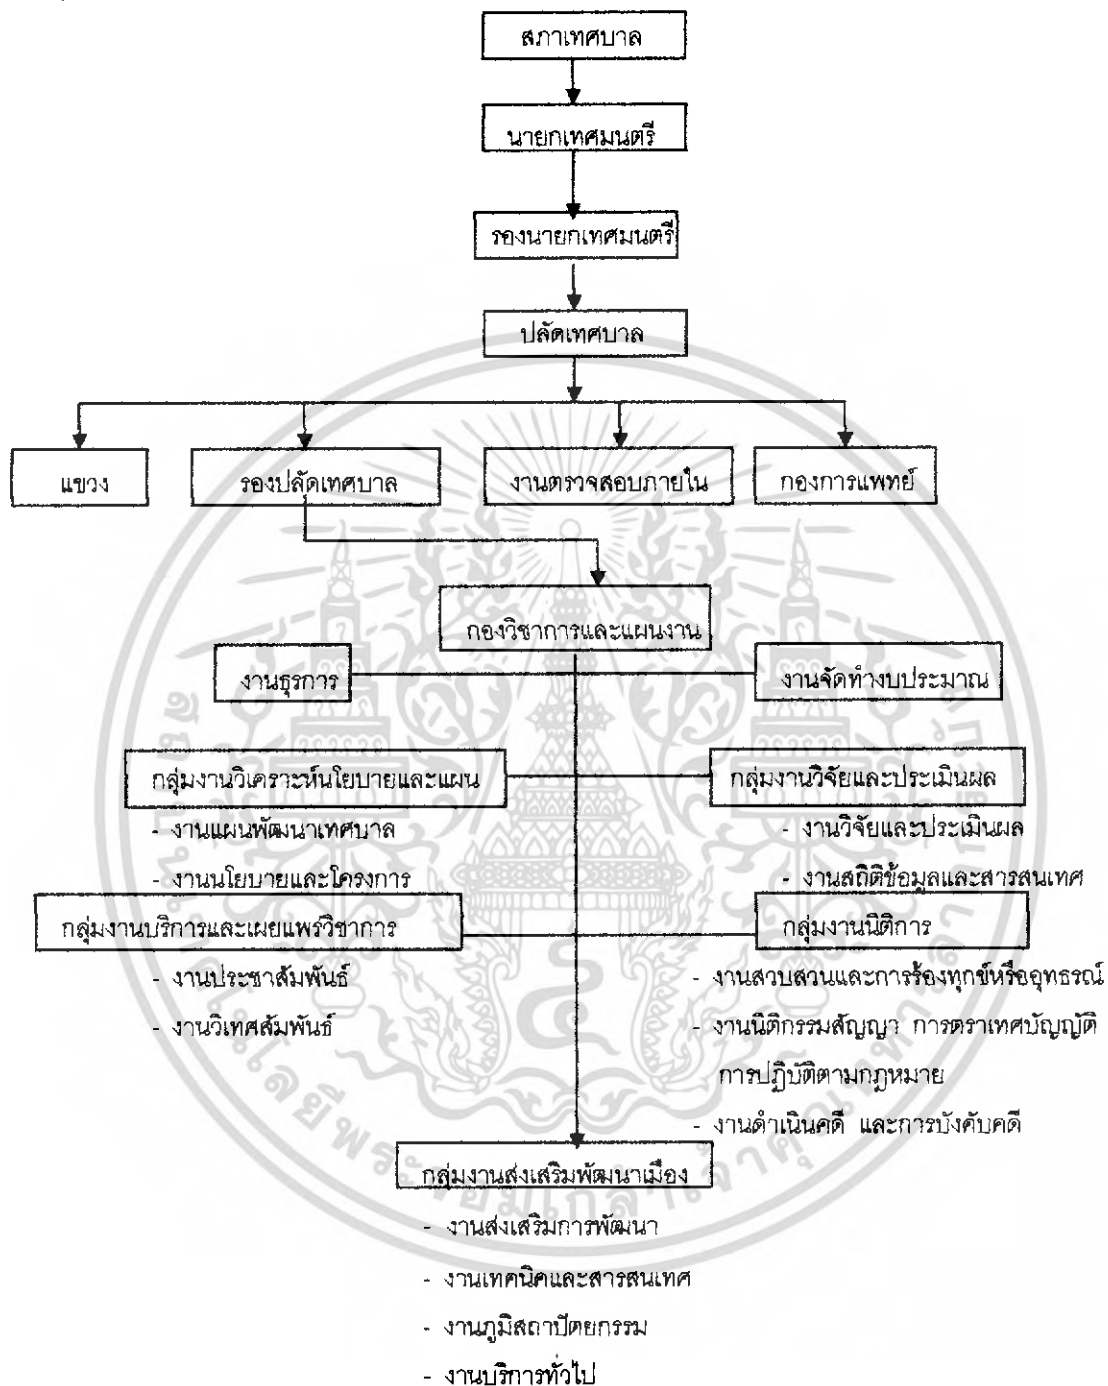 สภาเทศบาล
นายกเทศมนตรี
รองนายกเทศมนตรี
ปลัดเทศบาล
แขวง
รองปลัดเทศบาล
งานตรวจสอบภายใน
กองการแพทย์
กองวิชาการและแผนงาน
งานธุรการ
งานจัดทำงบประมาณ
กลุ่มงานวิเคราะห์นโยบายและแผน
- งานแผนพัฒนาเทศบาล
- งานนโยบายและโครงการ
กลุ่มงานวิจัยและประเมินผล
- งานวิจัยและประเมินผล
- งานสถิติข้อมูลและสารสนเทศ
กลุ่มงานบริการและเผยแพร่วิชาการ
- งานประชาสัมพันธ์
- งานวิเทศสัมพันธ์
กลุ่มงานนิติการ
- งานสวบสวนและการร้องทุกข์หรืออุทธรณ์
- งานนิติกรรมสัญญา การตราเทศบัญญัติ
การปฏิบัติตามกฎหมาย
- งานดำเนินคดี และการบังคับคดี
กลุ่มงานส่งเสริมพัฒนาเมือง
- งานส่งเสริมการพัฒนา
- งานเทคนิคและสารสนเทศ
- งานภูมิสถาปัตยกรรม
- งานบริการทั่วไป